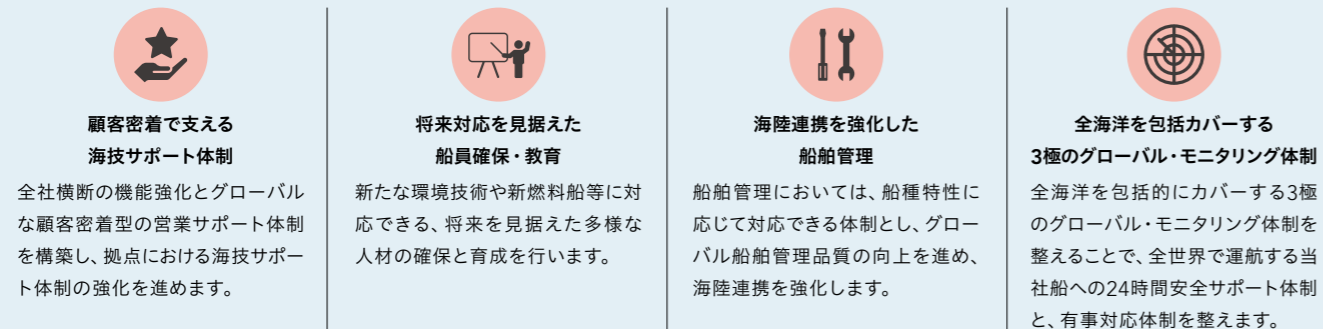 顧客密着で支える
海技サポート体制
全社横断の機能強化とグローバル
な顧客密着型の営業サポート体制
を構築し、拠点における海技サポー
ト体制の強化を進めます。
将来対応を見据えた
船員確保・教育
新たな環境技術や新燃料船等に対
応できる、将来を見据えた多様な
人材の確保と育成を行います。
海陸連携を強化した
船舶管理
船舶管理においては、船種特性に
応じて対応できる体制とし、グロー
バル船舶管理品質の向上を進め、
海陸連携を強化します。
全海洋を包括カバーする
3極のグローバル・モニタリング体制
全海洋を包括的にカバーする3極
のグローバル・モニタリング体制を
整えることで、全世界で運航する当
社船への24時間安全サポート体制
と、有事対応体制を整えます。